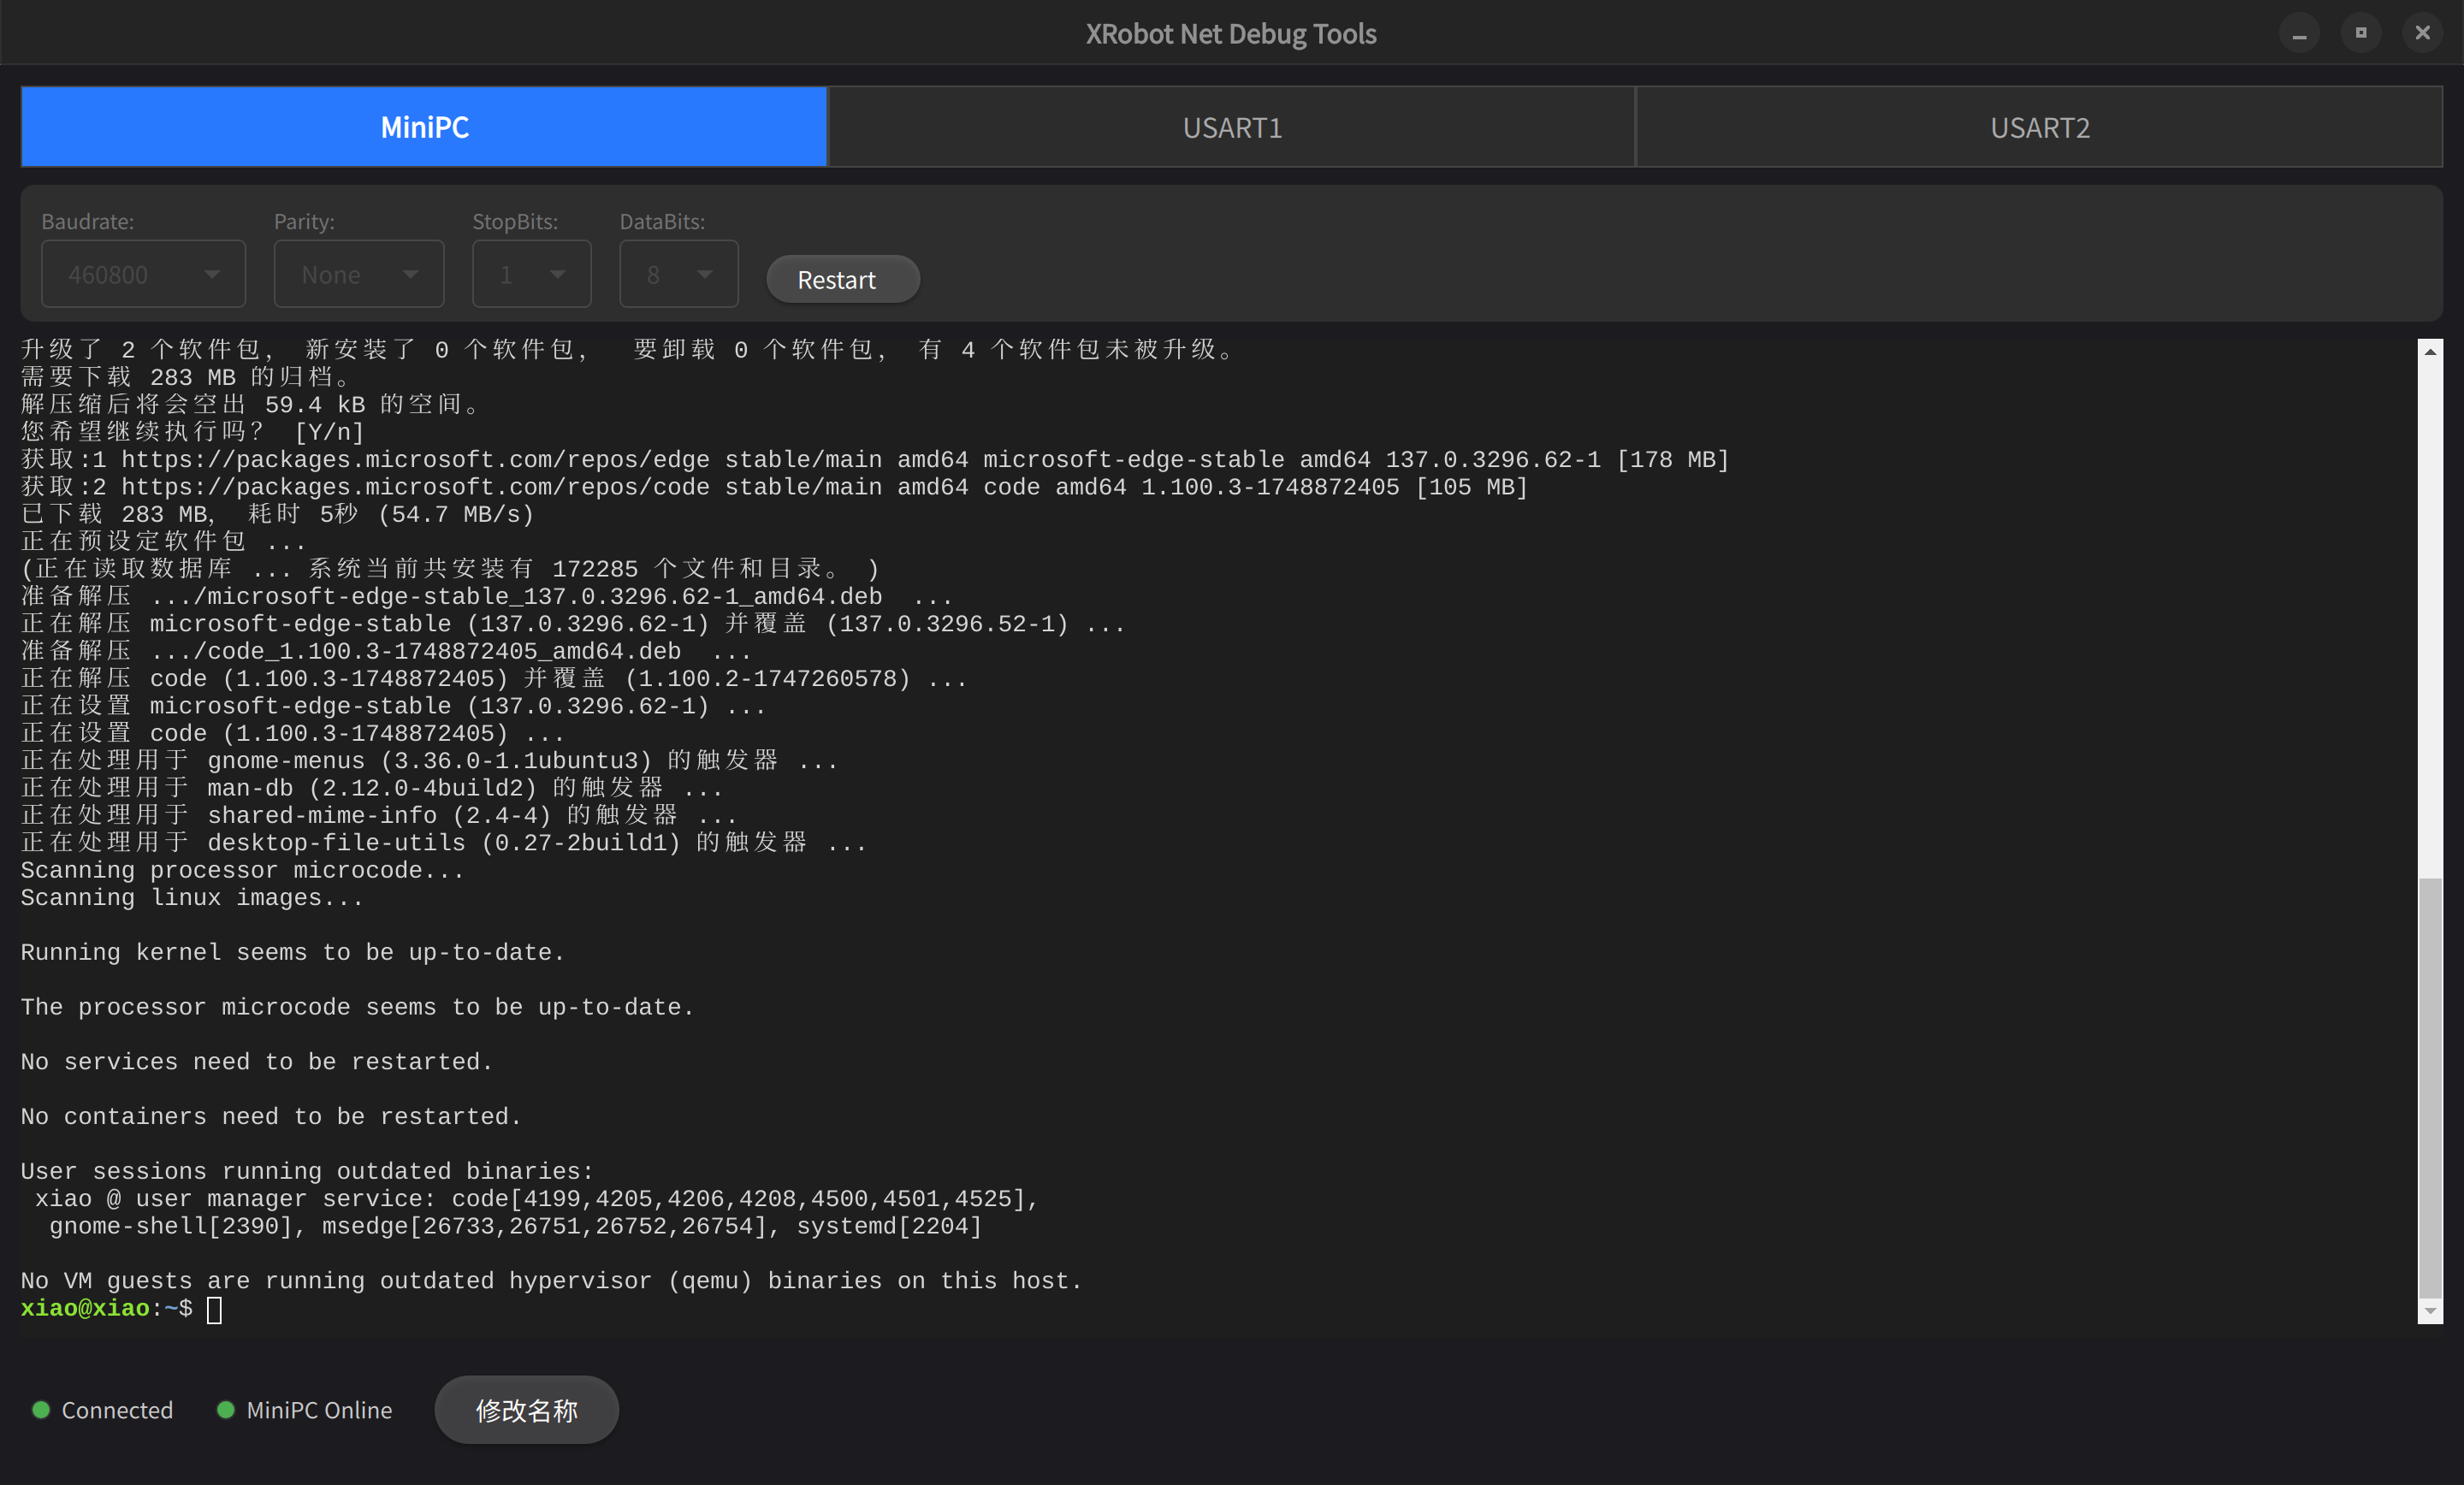 XRobot Net Debug Tools
MiniPC
USART1
USART2
Baudrate:
Parity:
StopBits:
DataBits:
460800
None
1
8
Restart
升级了 2 个软件包， 新安装了 0 个软件包， 要卸载 0 个软件包， 有 4 个软件包未被升级。
需要下载 283 MB 的归档。
解压缩后将会空出 59.4 kB 的空间。
您希望继续执行吗？ [Y/n]
获取:1 https://packages.microsoft.com/repos/edge stable/main amd64 microsoft-edge-stable amd64 137.0.3296.62-1 [178 MB]
获取:2 https://packages.microsoft.com/repos/code stable/main amd64 code amd64 1.100.3-1748872405 [105 MB]
已下载 283 MB， 耗时 5秒 (54.7 MB/s)
正在预设定软件包 ...
(正在读取数据库 ... 系统当前共安装有 172285 个文件和目录。 )
准备解压 .../microsoft-edge-stable_137.0.3296.62-1_amd64.deb  ...
正在解压 microsoft-edge-stable (137.0.3296.62-1) 并覆盖 (137.0.3296.52-1) ...
准备解压 .../code_1.100.3-1748872405_amd64.deb  ...
正在解压 code (1.100.3-1748872405) 并覆盖 (1.100.2-1747260578) ...
正在设置 microsoft-edge-stable (137.0.3296.62-1) ...
正在设置 code (1.100.3-1748872405) ...
正在处理用于 gnome-menus (3.36.0-1.1ubuntu3) 的触发器 ...
正在处理用于 man-db (2.12.0-4build2) 的触发器 ...
正在处理用于 shared-mime-info (2.4-4) 的触发器 ...
正在处理用于 desktop-file-utils (0.27-2build1) 的触发器 ...
Scanning processor microcode...
Scanning linux images...
Running kernel seems to be up-to-date.
The processor microcode seems to be up-to-date.
No services need to be restarted.
No containers need to be restarted.
User sessions running outdated binaries:
xiao @ user manager service: code[4199,4205,4206,4208,4500,4501,4525],
gnome-shell[2390], msedge[26733,26751,26752,26754], systemd[2204]
No VM guests are running outdated hypervisor (qemu) binaries on this host.
xiao@xiao:~$
Connected
MiniPC Online
修改名称